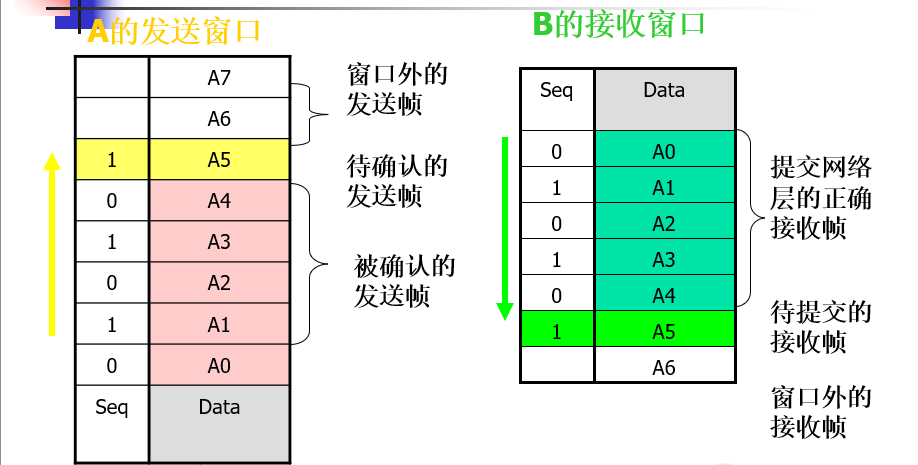 A的发送窗口
A7
A6
1 A5
0 A4
1 A3
0 A2
1 A1
0 A0
Seq Data
窗口外的
发送帧
待确认的
发送帧
被确认的
发送帧
B的接收窗口
Seq Data
0 A0
1 A1
0 A2
1 A3
0 A4
1 A5
A6
提交网络
层的正确
接收帧
待提交的
接收帧
窗口外的
接收帧